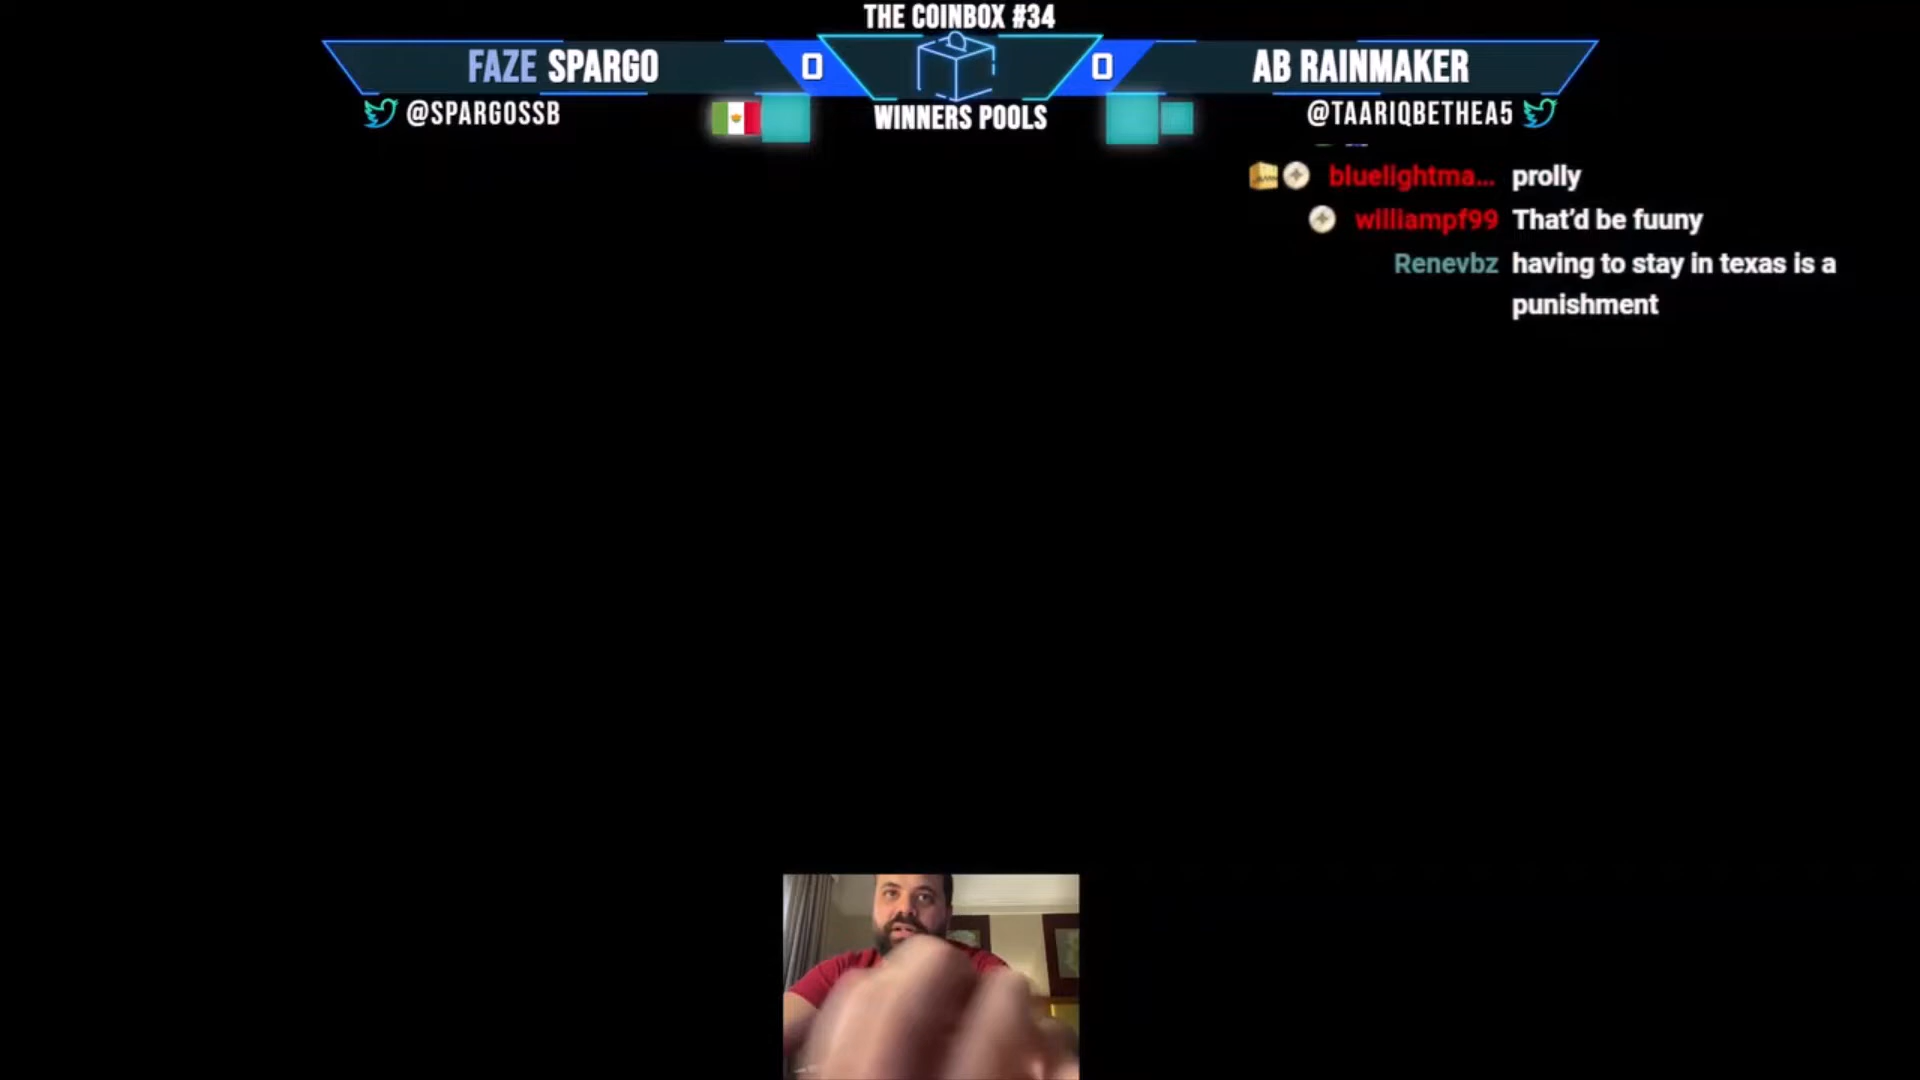 THE COINBOX #34
FAZE SPARGO 0 0 AB RAINMAKER
@SPARGOSSB WINNERS POOLS @TAARIQBETHEA5
bluelightma... prolly
williampf99 That'd be fuuny
Renevbz having to stay in texas is a
punishment